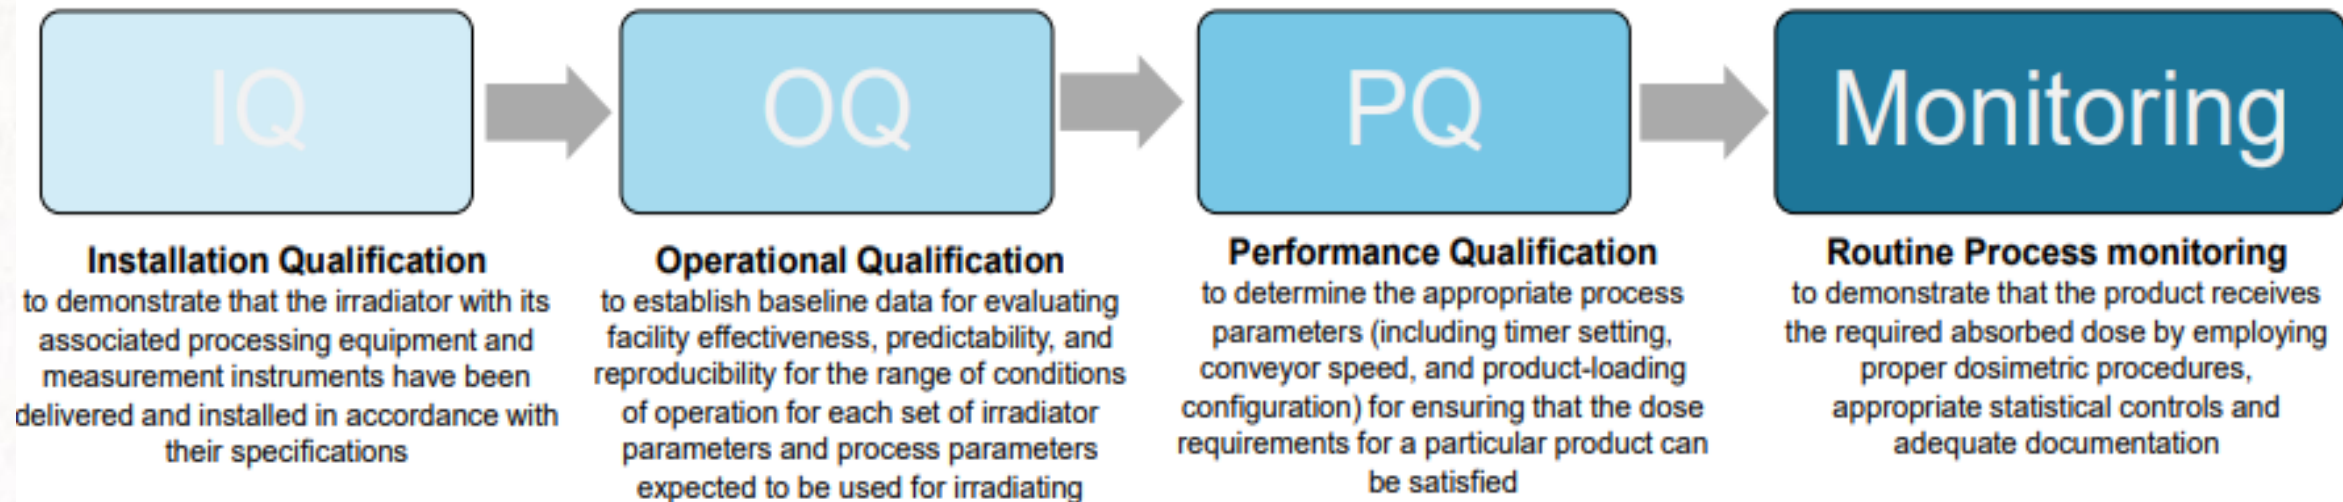 IQ
OQ
PQ
Monitoring
Installation Qualification
to demonstrate that the irradiator with its
associated processing equipment and
measurement instruments have been
delivered and installed in accordance with
their specifications
Operational Qualification
to establish baseline data for evaluating
facility effectiveness, predictability, and
reproducibility for the range of conditions
of operation for each set of irradiator
parameters and process parameters
expected to be used for irradiating
Performance Qualification
to determine the appropriate process
parameters (including timer setting,
conveyor speed, and product-loading
configuration) for ensuring that the dose
requirements for a particular product can
be satisfied
Routine Process monitoring
to demonstrate that the product receives
the required absorbed dose by employing
proper dosimetric procedures,
appropriate statistical controls and
adequate documentation